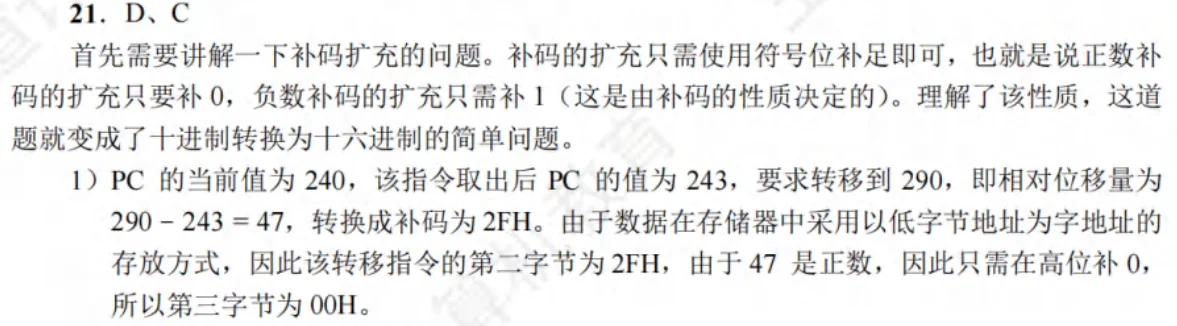 21．D、C
首先需要讲解一下补码扩充的问题。补码的扩充只需使用符号位补足即可，也就是说正数补
码的扩充只要补 0，负数补码的扩充只需补 1（这是由补码的性质决定的）。理解了该性质，这道
题就变成了十进制转换为十六进制的简单问题。
1）PC 的当前值为 240，该指令取出后 PC 的值为 243，要求转移到 290，即相对位移量为
290 − 243 = 47，转换成补码为 2FH。由于数据在存储器中采用以低字节地址为字地址的
存放方式，因此该转移指令的第二字节为 2FH，由于 47 是正数，因此只需在高位补 0，
所以第三字节为 00H。